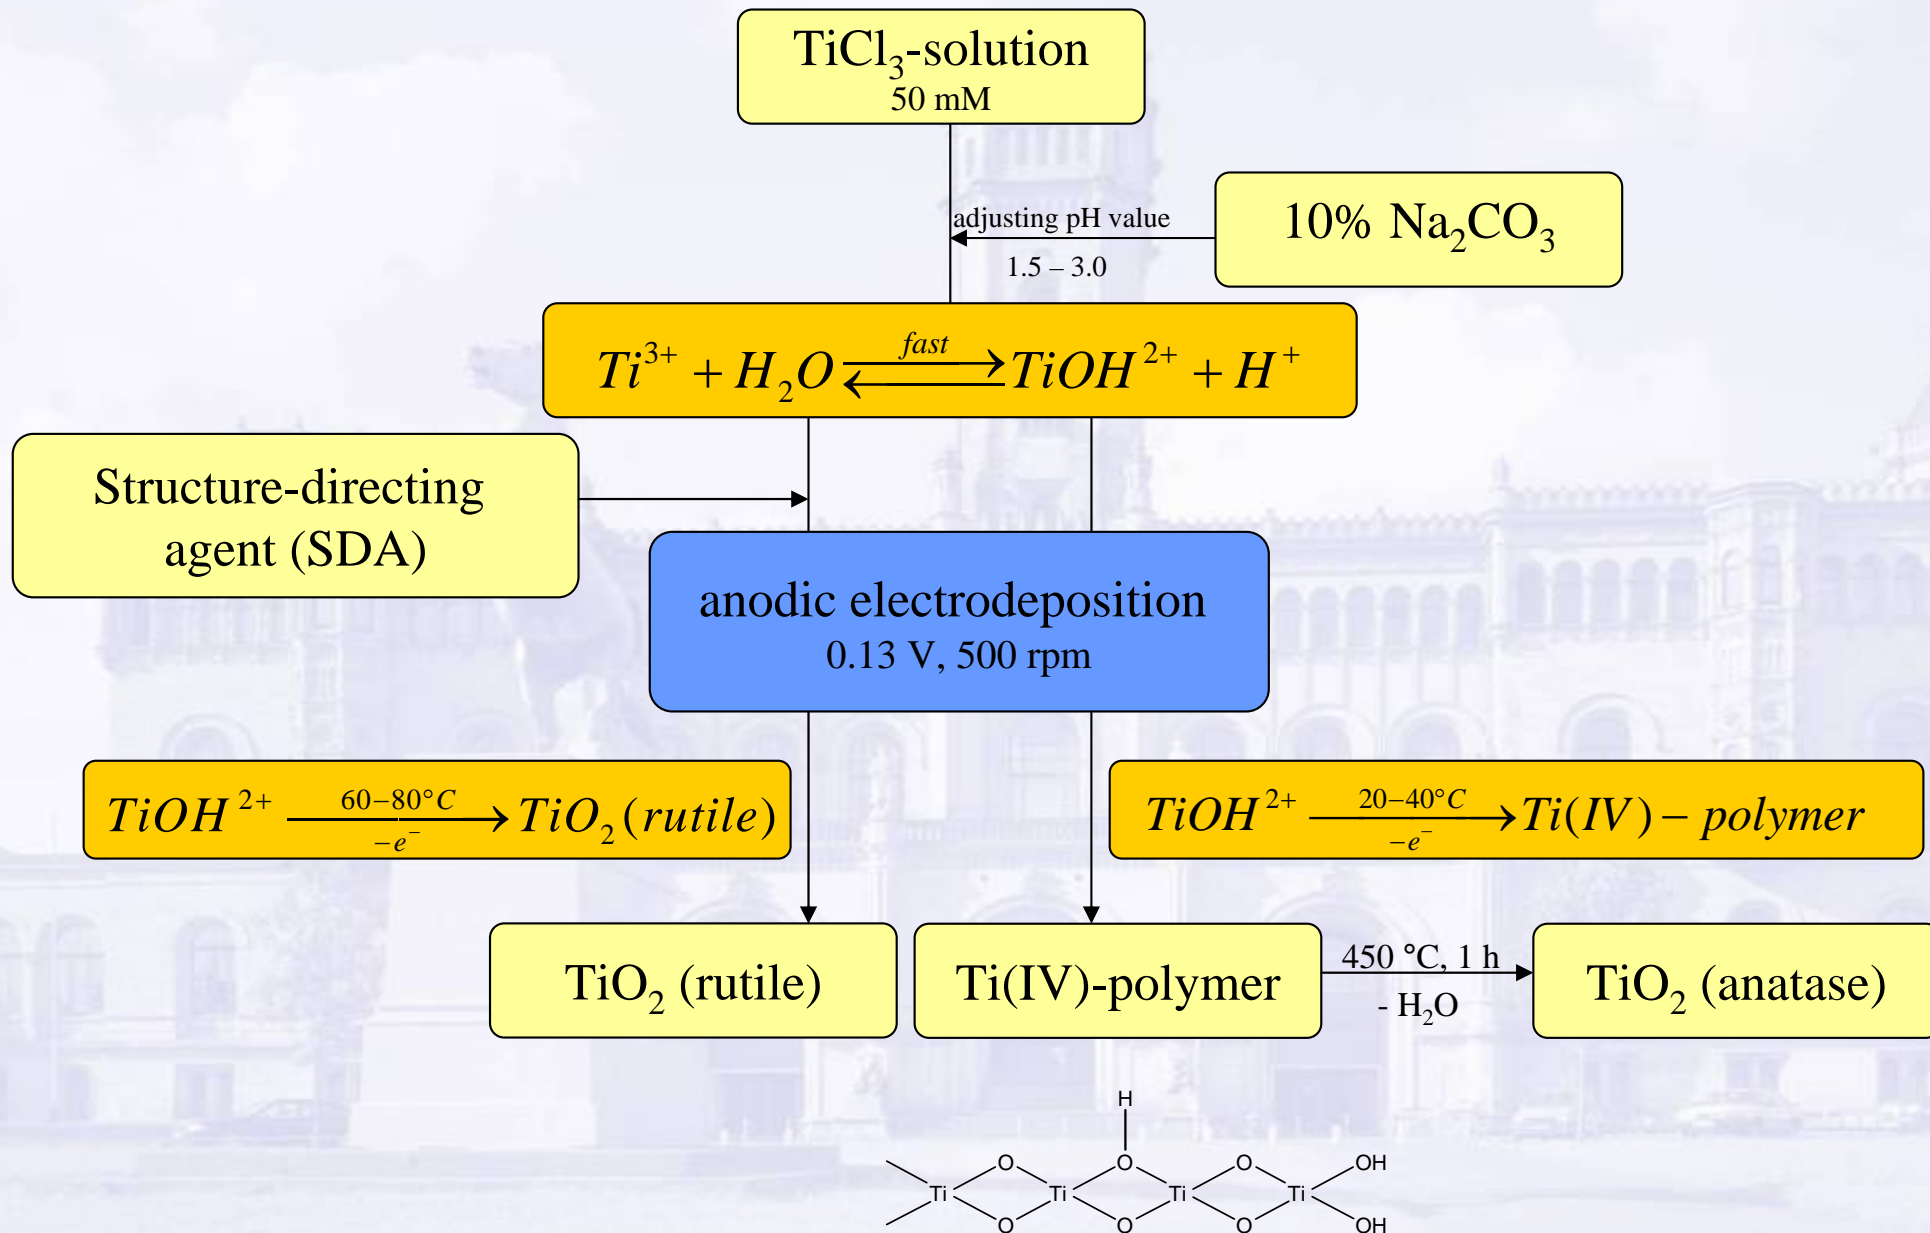 TiCl₃-solution
50 mM
adjusting pH value
1.5 – 3.0
10% Na₂CO₃
Ti³⁺ + H₂O ⇄ TiOH²⁺ + H⁺
fast
Structure-directing
agent (SDA)
anodic electrodeposition
0.13 V, 500 rpm
60–80°C
TiOH²⁺ → TiO₂ (rutile)
–e⁻
20–40°C
TiOH²⁺ → Ti(IV) – polymer
–e⁻
TiO₂ (rutile)
Ti(IV)-polymer
450 °C, 1 h
- H₂O
TiO₂ (anatase)
H
O O O OH
Ti Ti Ti Ti
O O O OH